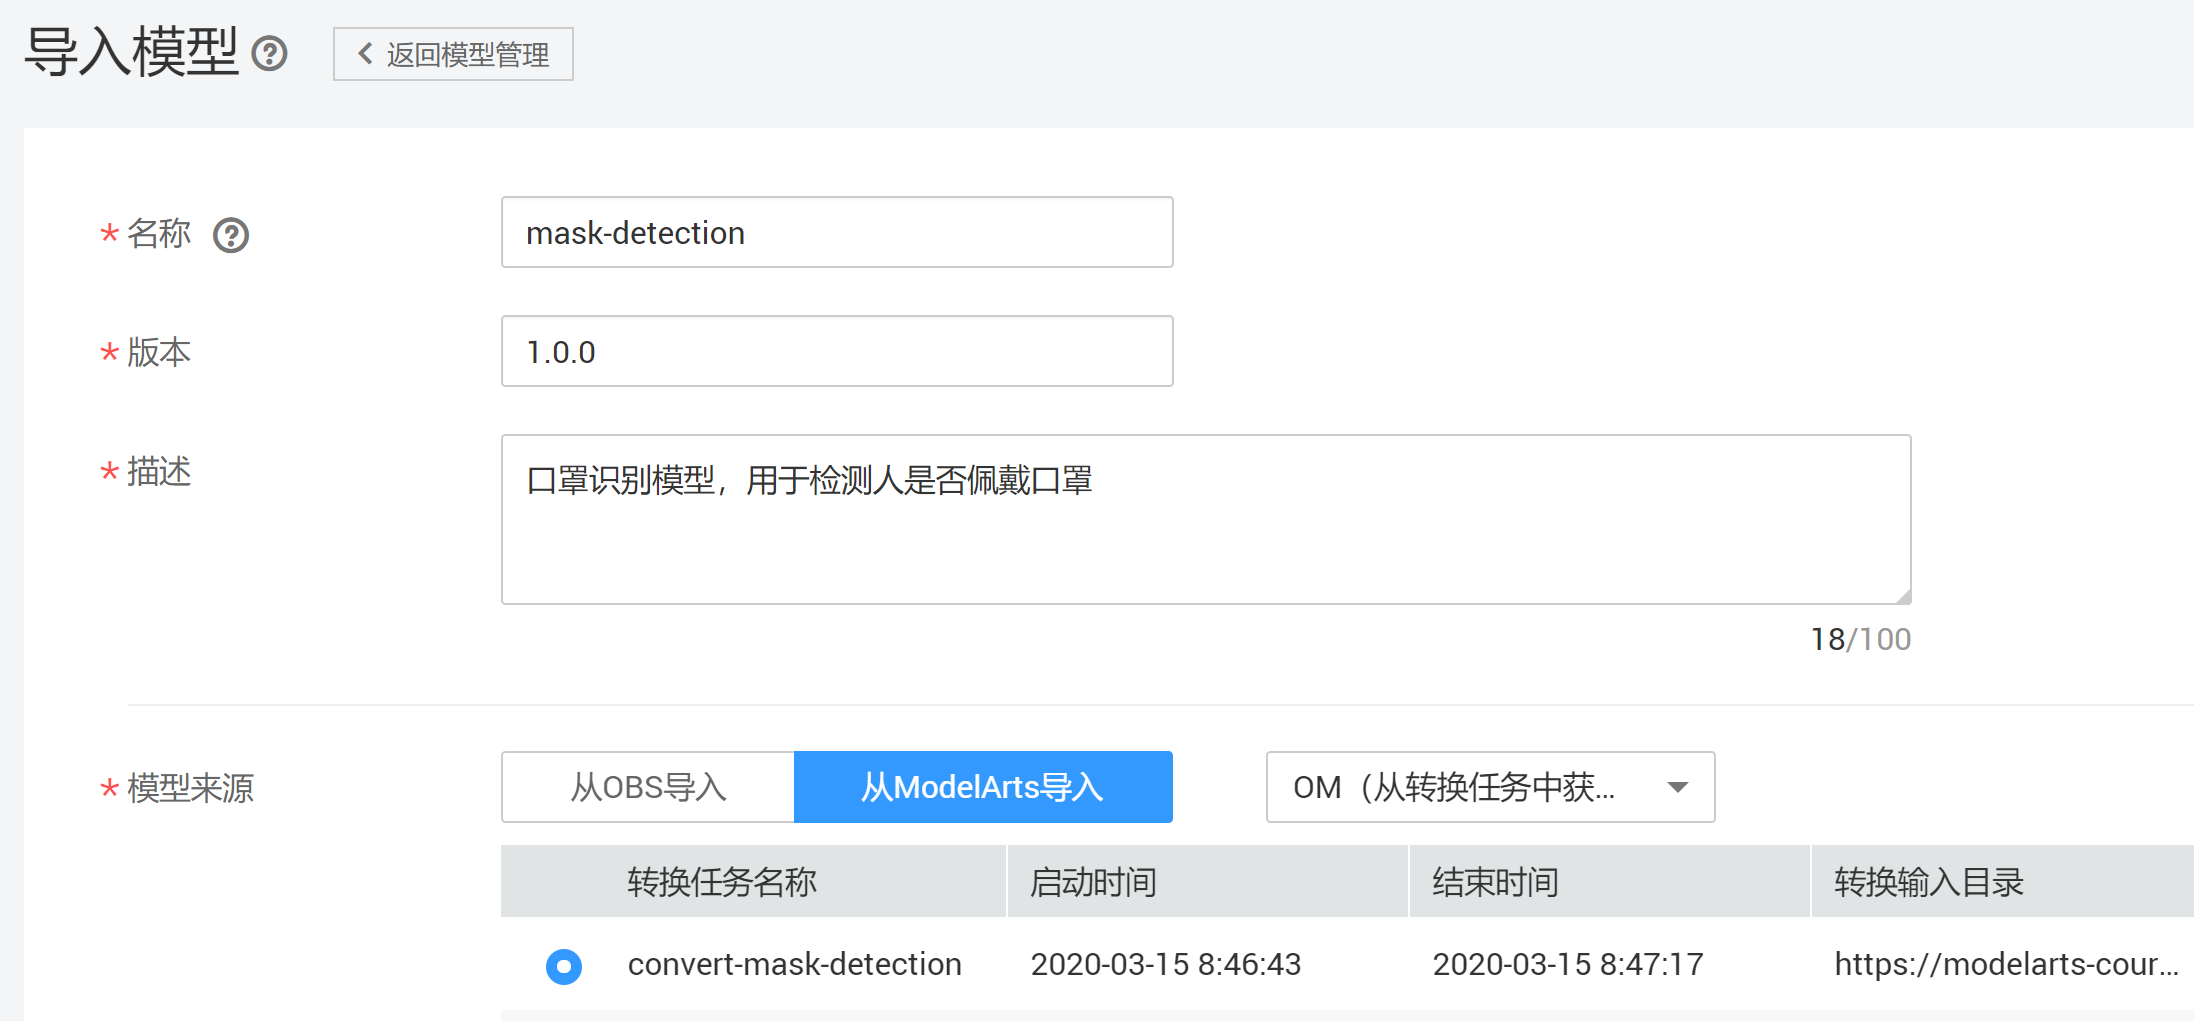 导入模型 返回模型管理
* 名称 mask-detection
* 版本 1.0.0
* 描述 口罩识别模型，用于检测人是否佩戴口罩
18/100
* 模型来源 从OBS导入 从ModelArts导入 OM（从转换任务中获...
转换任务名称 启动时间 结束时间 转换输入目录
convert-mask-detection 2020-03-15 8:46:43 2020-03-15 8:47:17 https://modelarts-cour...